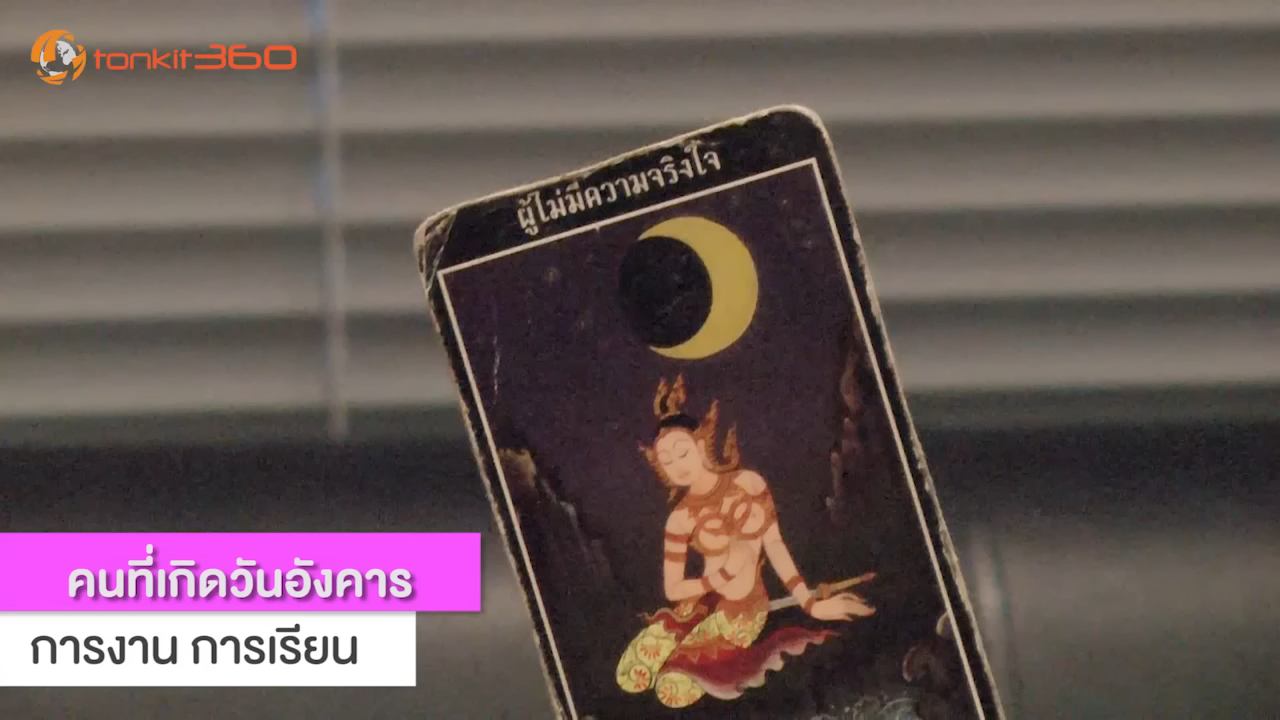 tonkit360
ผู้ไม่มีความจริงใจ
คนที่เกิดวันอังคาร
การงาน การเรียน